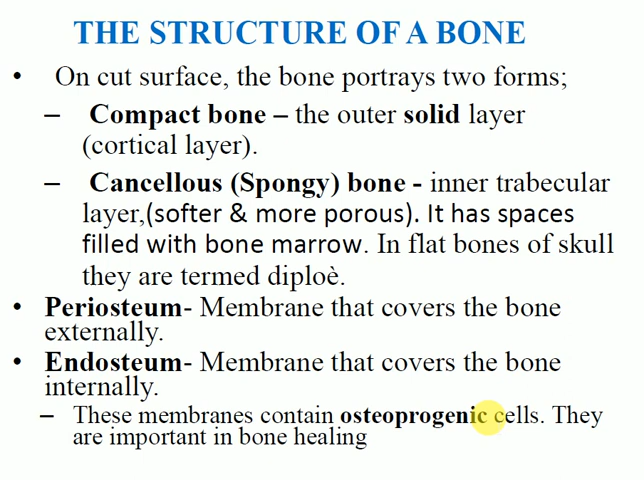 THE STRUCTURE OF A BONE
• On cut surface, the bone portrays two forms;
– Compact bone – the outer solid layer
(cortical layer).
– Cancellous (Spongy) bone - inner trabecular
layer,(softer & more porous). It has spaces
filled with bone marrow. In flat bones of skull
they are termed diploè.
• Periosteum- Membrane that covers the bone
externally.
• Endosteum- Membrane that covers the bone
internally.
– These membranes contain osteoprogenic cells. They
are important in bone healing